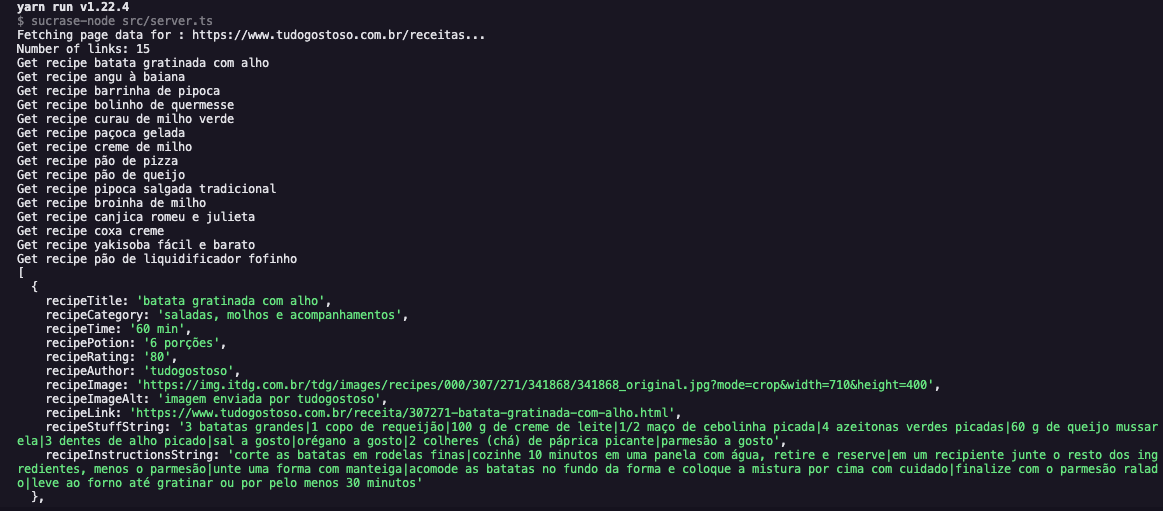 yarn run v1.22.4
$ sucrase-node src/server.ts
Fetching page data for : https://www.tudogostoso.com.br/receitas...
Number of links: 15
Get recipe batata gratinada com alho
Get recipe angu à baiana
Get recipe barrinha de pipoca
Get recipe bolinho de quermesse
Get recipe curau de milho verde
Get recipe paçoca gelada
Get recipe creme de milho
Get recipe pão de pizza
Get recipe pão de queijo
Get recipe pipoca salgada tradicional
Get recipe broinha de milho
Get recipe canjica romeu e julieta
Get recipe coxa creme
Get recipe yakisoba fácil e barato
Get recipe pão de liquidificador fofinho
[
  {
    recipeTitle: 'batata gratinada com alho',
    recipeCategory: 'saladas, molhos e acompanhamentos',
    recipeTime: '60 min',
    recipePotion: '6 porções',
    recipeRating: '80',
    recipeAuthor: 'tudogostoso',
    recipeImage: 'https://img.itdg.com.br/tdg/images/recipes/000/307/271/341868/341868_original.jpg?mode=crop&width=710&height=400',
    recipeImageAlt: 'imagem enviada por tudogostoso',
    recipeLink: 'https://www.tudogostoso.com.br/receita/307271-batata-gratinada-com-alho.html',
    recipeStuffString: '3 batatas grandes|1 copo de requeijão|100 g de creme de leite|1/2 maço de cebolinha picada|4 azeitonas verdes picadas|60 g de queijo mussar
ela|3 dentes de alho picado|sal a gosto|orégano a gosto|2 colheres (chá) de páprica picante|parmesão a gosto',
    recipeInstructionsString: 'corte as batatas em rodelas finas|cozinhe 10 minutos em uma panela com água, retire e reserve|em um recipiente junte o resto dos ing
redientes, menos o parmesão|unte uma forma com manteiga|acomode as batatas no fundo da forma e coloque a mistura por cima com cuidado|finalize com o parmesão ralad
o|leve ao forno até gratinar ou por pelo menos 30 minutos'
  },